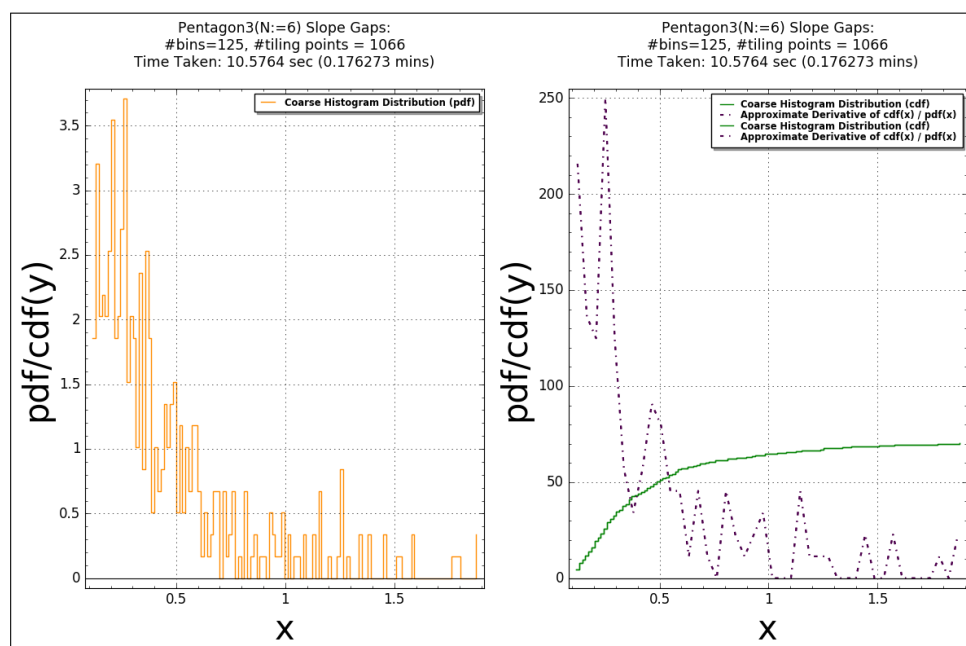 Pentagon3(N:=6) Slope Gaps:
#bins=125, #tiling points = 1066
Time Taken: 10.5764 sec (0.176273 mins)
Coarse Histogram Distribution (pdf)
3.5
3
2.5
2
1.5
1
0.5
0
0.5
1
1.5
pdf/cdf(y)
x
Pentagon3(N:=6) Slope Gaps:
#bins=125, #tiling points = 1066
Time Taken: 10.5764 sec (0.176273 mins)
Coarse Histogram Distribution (cdf)
Approximate Derivative of cdf(x) / pdf(x)
Coarse Histogram Distribution (cdf)
Approximate Derivative of cdf(x) / pdf(x)
250
200
150
100
50
0
0.5
1
1.5
pdf/cdf(y)
x